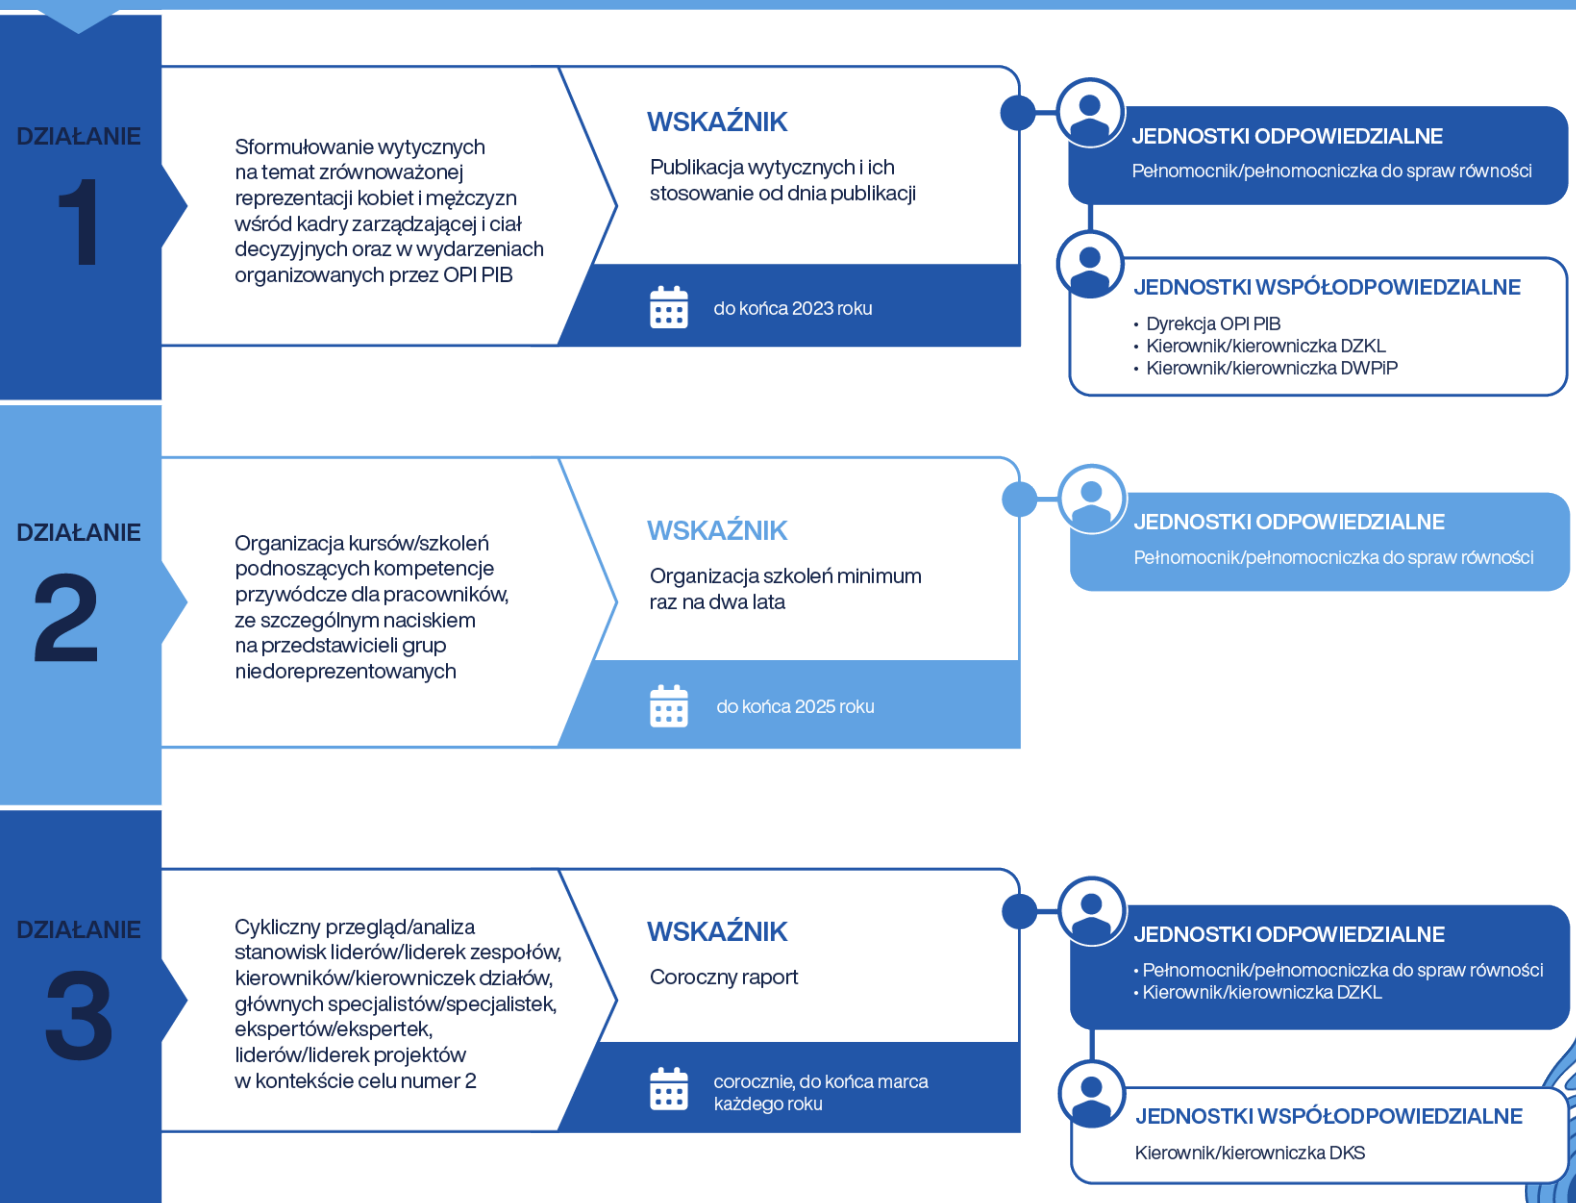 DZIAŁANIE
1
Sformułowanie wytycznych
na temat zrównoważonej
reprezentacji kobiet i mężczyzn
wśród kadry zarządzającej i ciał
decyzyjnych oraz w wydarzeniach
organizowanych przez OPI PIB
WSKAŹNIK
Publikacja wytycznych i ich
stosowanie od dnia publikacji
do końca 2023 roku
JEDNOSTKI ODPOWIEDZIALNE
Pełnomocnik/pełnomocniczka do spraw równości
JEDNOSTKI WSPÓŁODPOWIEDZIALNE
• Dyrekcja OPI PIB
• Kierownik/kierowniczka DZKL
• Kierownik/kierowniczka DWPiP
DZIAŁANIE
2
Organizacja kursów/szkoleń
podnoszących kompetencje
przywódcze dla pracowników,
ze szczególnym naciskiem
na przedstawicieli grup
niedoreprezentowanych
WSKAŹNIK
Organizacja szkoleń minimum
raz na dwa lata
do końca 2025 roku
JEDNOSTKI ODPOWIEDZIALNE
Pełnomocnik/pełnomocniczka do spraw równości
DZIAŁANIE
3
Cykliczny przegląd/analiza
stanowisk liderów/liderek zespołów,
kierowników/kierowniczek działów,
głównych specjalistów/specjalistek,
ekspertów/ekspertek,
liderów/liderek projektów
w kontekście celu numer 2
WSKAŹNIK
Coroczny raport
corocznie, do końca marca
każdego roku
JEDNOSTKI ODPOWIEDZIALNE
• Pełnomocnik/pełnomocniczka do spraw równości
• Kierownik/kierowniczka DZKL
JEDNOSTKI WSPÓŁODPOWIEDZIALNE
Kierownik/kierowniczka DKS